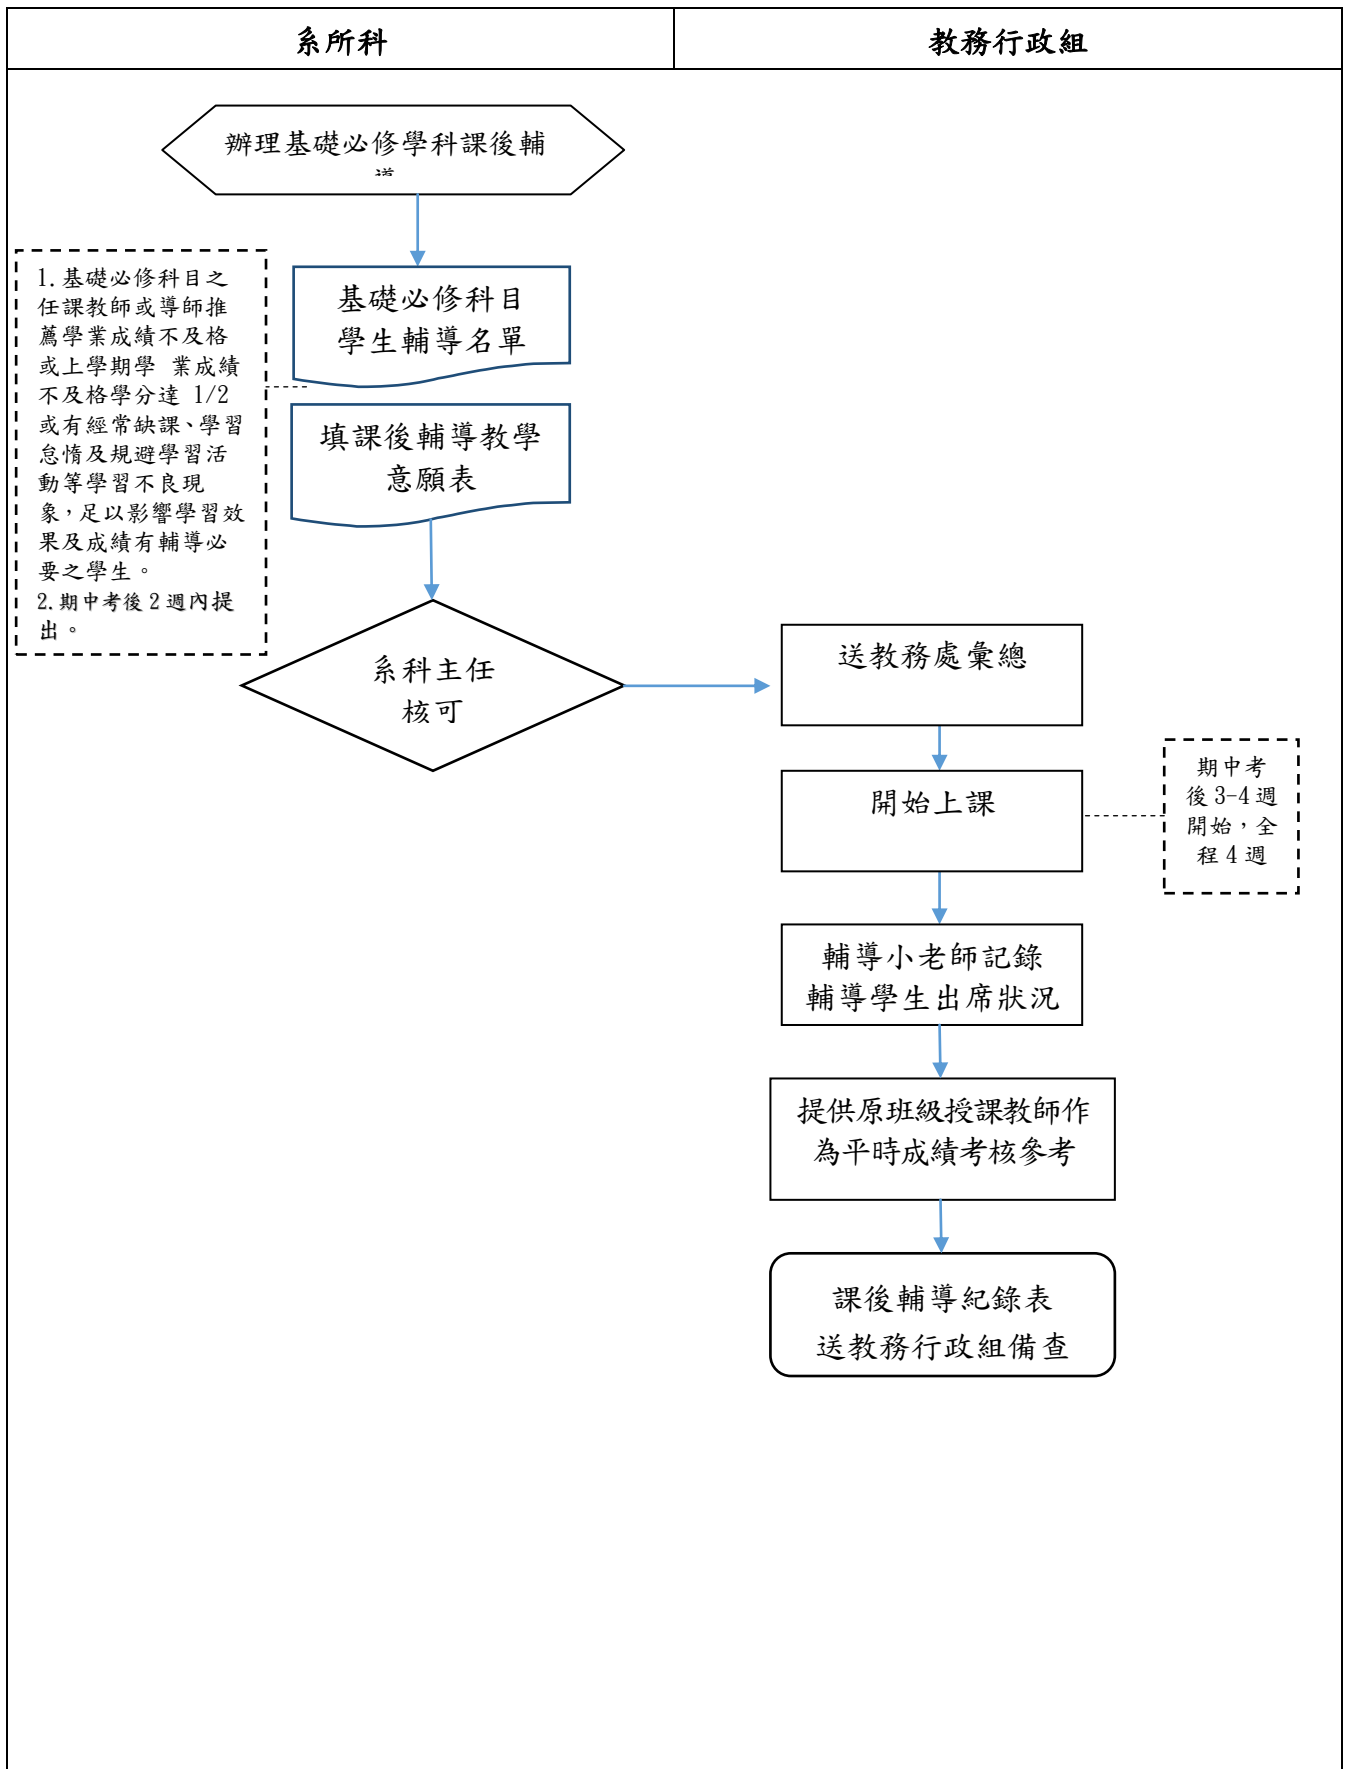 系所科
教務行政組
辦理基礎必修學科課後輔
1.基礎必修科目之
任課教師或導師推
薦學業成績不及格
或上學期學 業成績
不及格學分達 1/2
或有經常缺課、學習
怠惰及規避學習活
動等學習不良現
象，足以影響學習效
果及成績有輔導必
要之學生。
2.期中考後2週內提
出。
基礎必修科目
學生輔導名單
填課後輔導教學
意願表
系科主任
核可
送教務處彙總
開始上課
期中考
後3-4週
開始，全
程4週
輔導小老師記錄
輔導學生出席狀況
提供原班級授課教師作
為平時成績考核參考
課後輔導紀錄表
送教務行政組備查